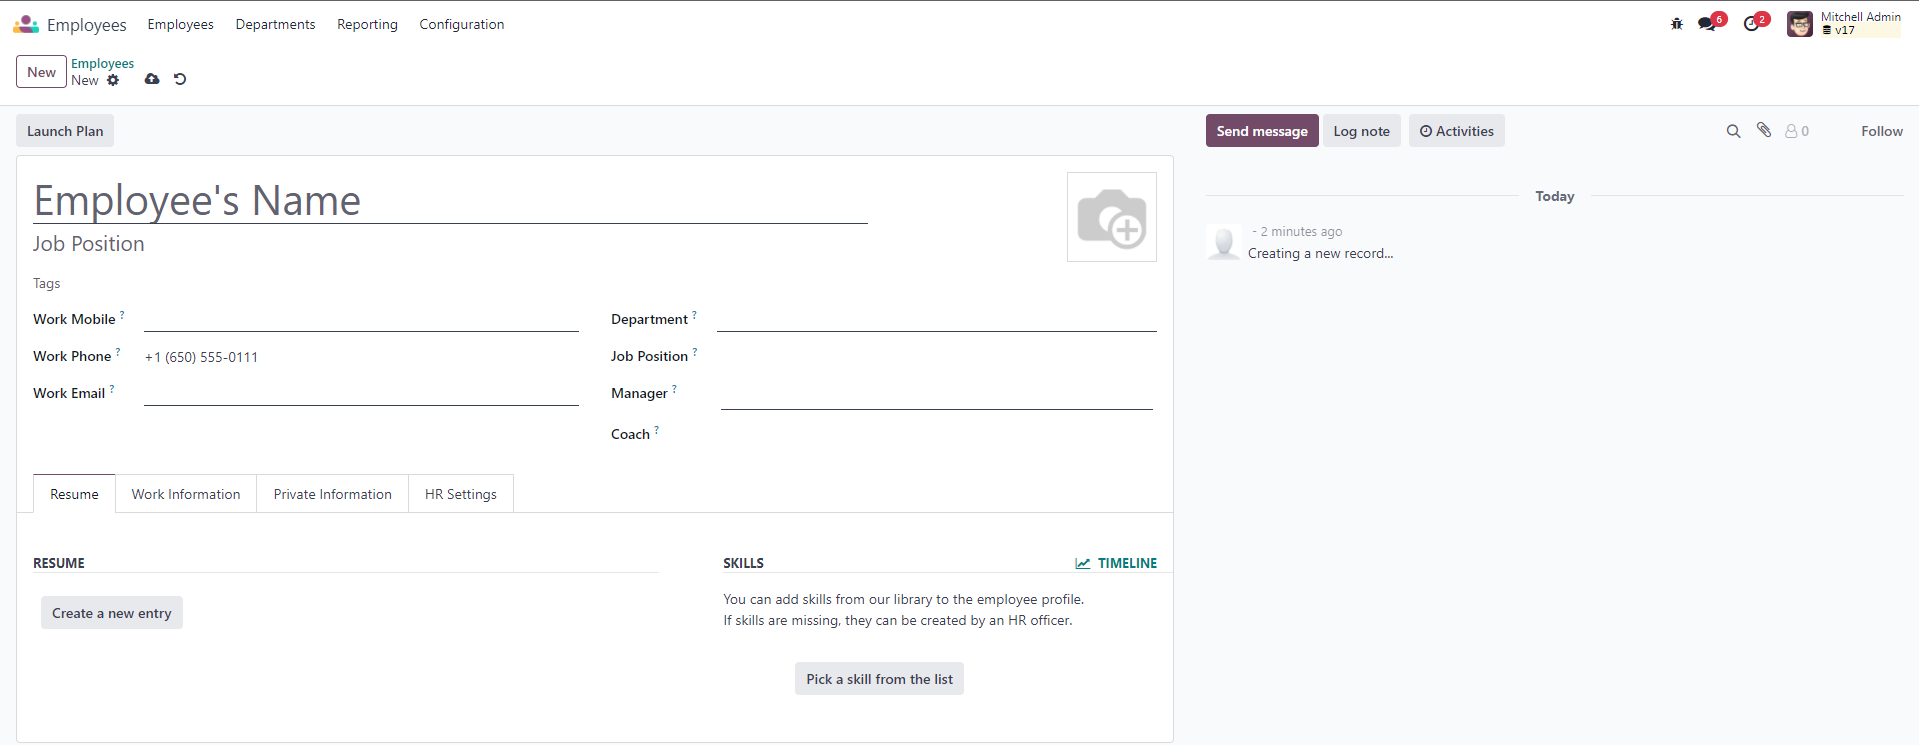 Employees Employees Departments Reporting Configuration 6 2 Mitchell Admin
v17
New Employees
New
Launch Plan Send message Log note Activities 0 Follow
Employee's Name
Job Position
Tags
Work Mobile ? Department ?
Work Phone ? +1 (650) 555-0111 Job Position ?
Work Email ? Manager ?
Coach ?
Resume Work Information Private Information HR Settings
RESUME SKILLS TIMELINE
Create a new entry
You can add skills from our library to the employee profile.
If skills are missing, they can be created by an HR officer.
Pick a skill from the list
Today
- 2 minutes ago
Creating a new record...